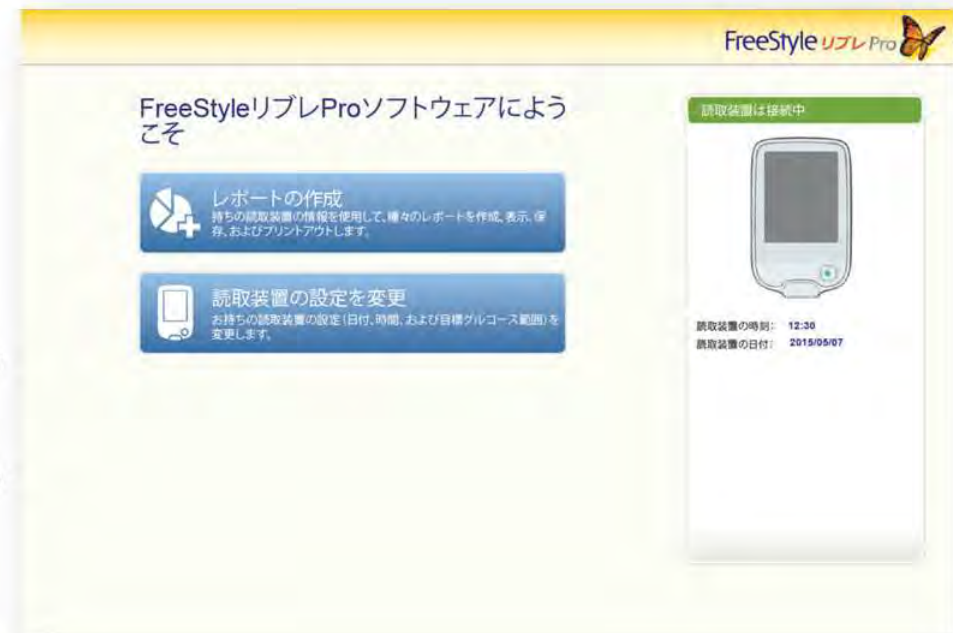 FreeStyle リブレ Pro
FreeStyleリブレProソフトウェアによう
こそ
レポートの作成
持ちの読取装置の情報を使用して、種々のレポートを作成、表示、保
存、およびプリントアウトします。
読取装置の設定を変更
お持ちの読取装置の設定（日付、時間、および目標グルコース範囲）を
変更します。
読取装置は接続中
読取装置の時刻： 12:30
読取装置の日付： 2015/05/07